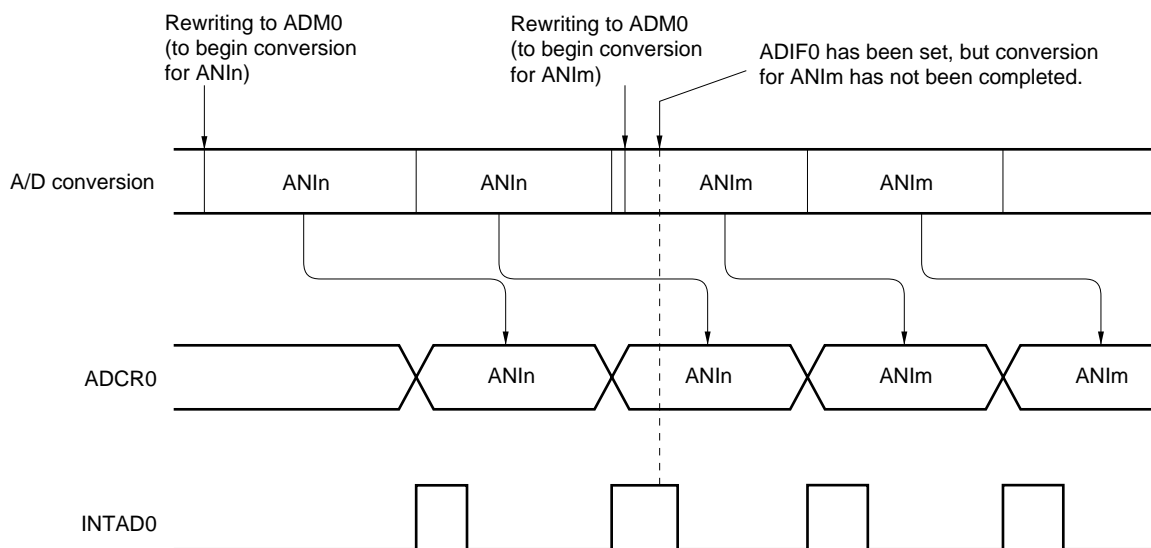 Rewriting to ADM0
(to begin conversion
for ANIn)
Rewriting to ADM0
(to begin conversion
for ANIm)
ADIF0 has been set, but conversion
for ANIm has not been completed.
A/D conversion
ANIn
ANIn
ANIm
ANIm
ADCR0
ANIn
ANIn
ANIm
ANIm
INTAD0